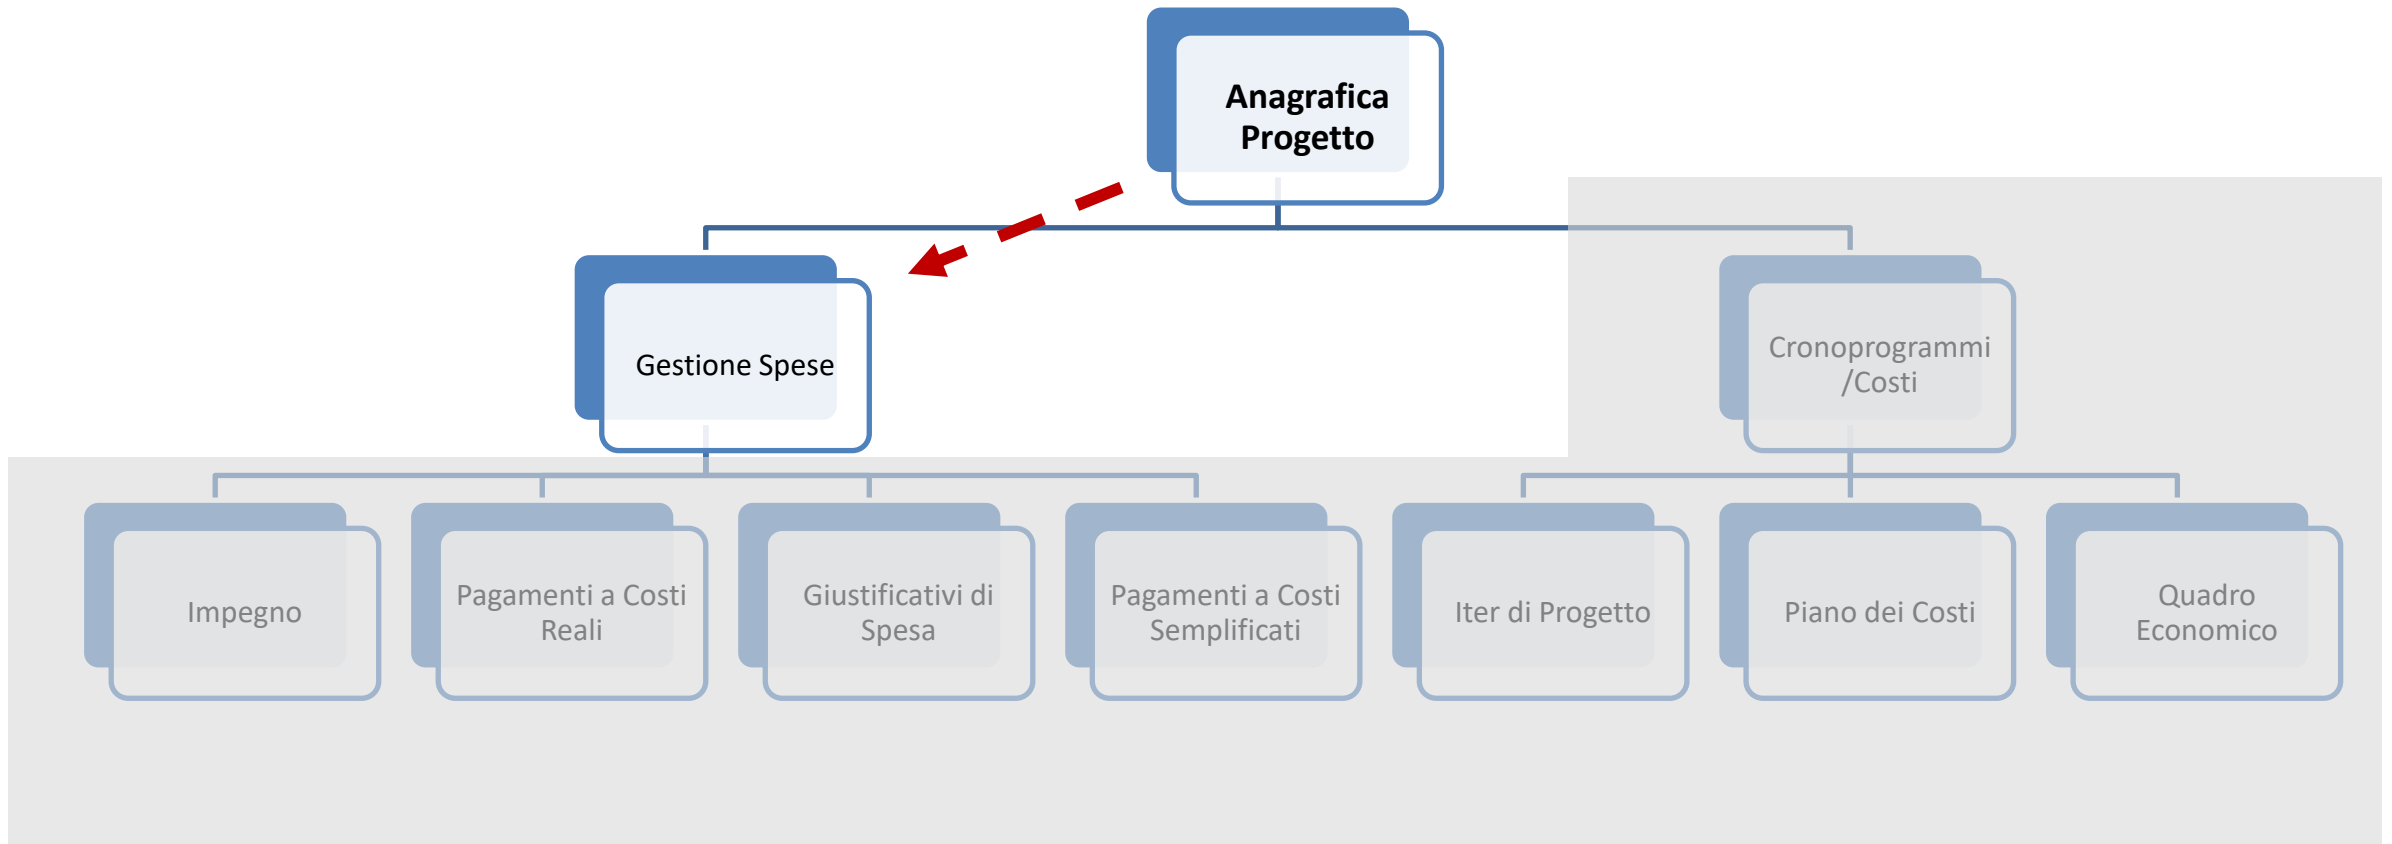 Anagrafica
Progetto
Gestione Spese
Cronoprogrammi
/Costi
Impegno
Pagamenti a Costi
Reali
Giustificativi di
Spesa
Pagamenti a Costi
Semplificati
Iter di Progetto
Piano dei Costi
Quadro
Economico